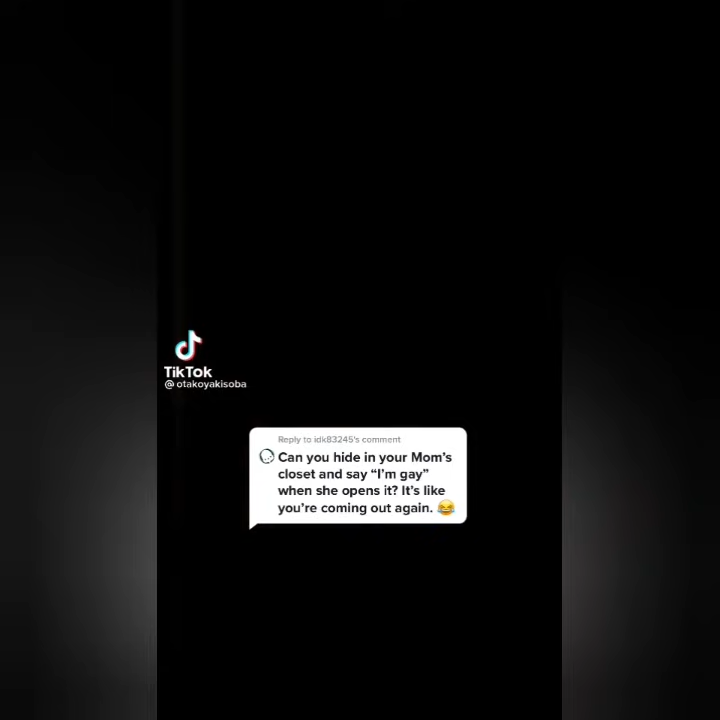 TikTok
@otakoyakisoba
Reply to idk83245's comment
Can you hide in your Mom's
closet and say “I'm gay”
when she opens it? It's like
you're coming out again. 😂